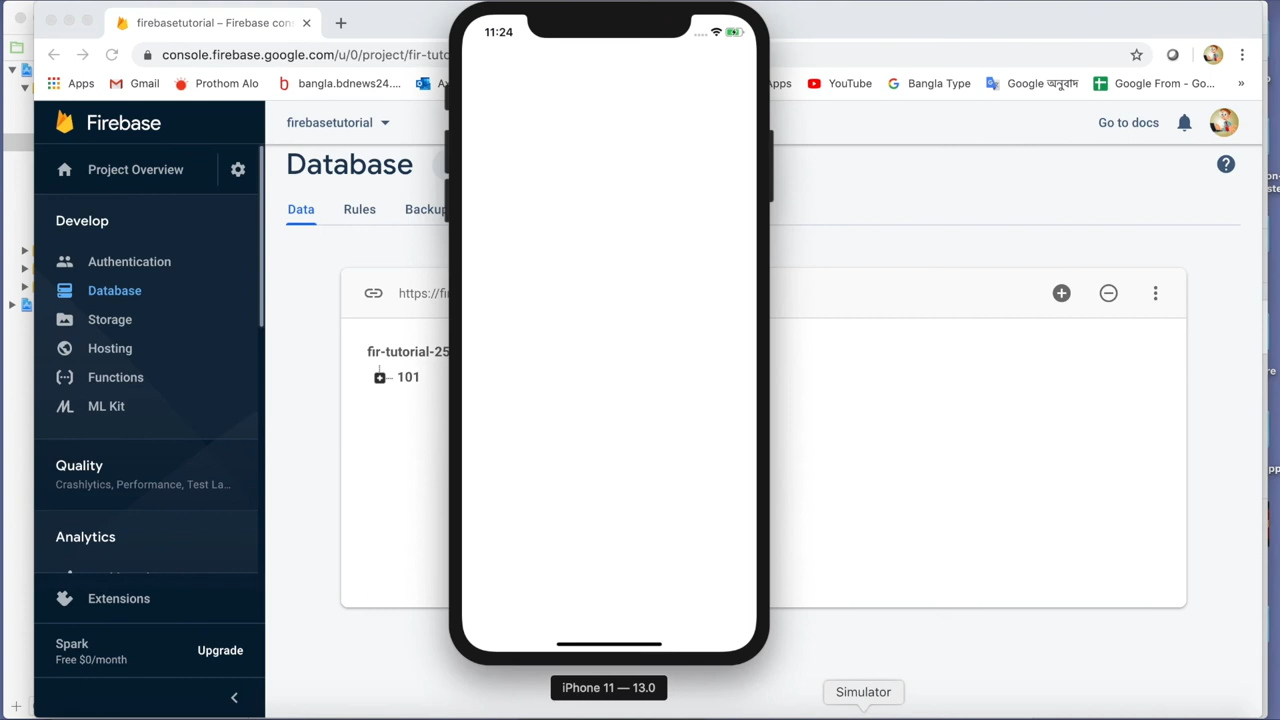 firebasetutorial – Firebase con
11:24
console.firebase.google.com/u/0/project/fir-tuto
Apps
Gmail
Prothom Alo
bangla.bdnews24....
Apps
YouTube
Bangla Type
Google অনুবাদ
Google From - Go...
»
Firebase
firebasetutorial
Go to docs
Project Overview
Database
Data
Rules
Backup
Develop
Authentication
Database
Storage
Hosting
Functions
ML Kit
https://fir
fir-tutorial-25
101
Quality
Crashlytics, Performance, Test La...
Analytics
Extensions
Spark
Free $0/month
Upgrade
iPhone 11 — 13.0
Simulator